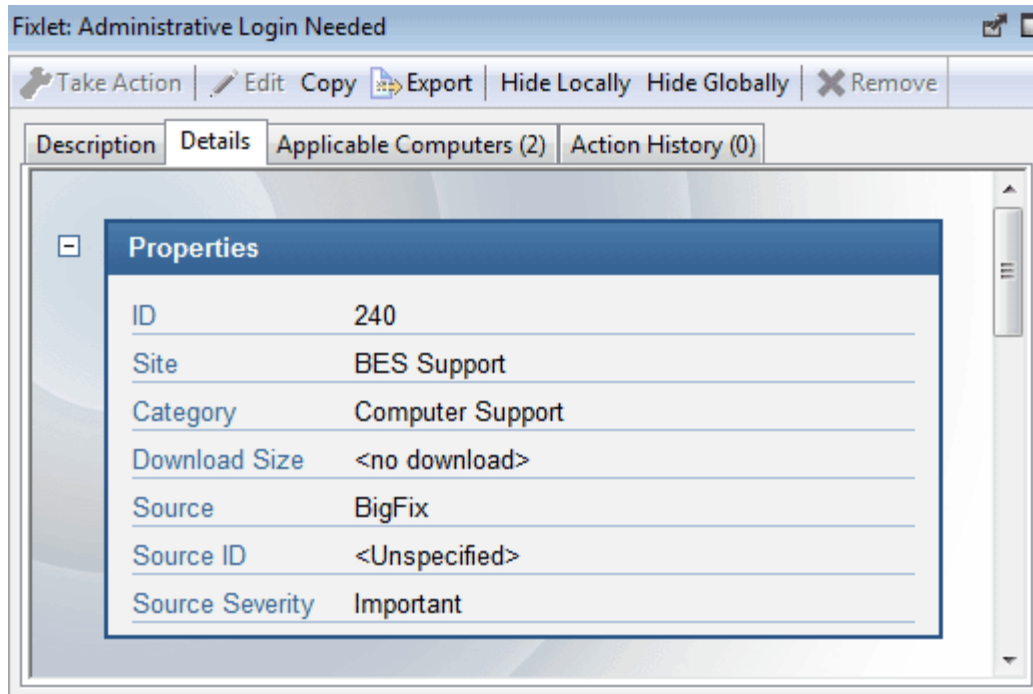 Fixlet: Administrative Login Needed
Take Action Edit Copy Export Hide Locally Hide Globally Remove
Description Details Applicable Computers (2) Action History (0)
Properties
ID 240
Site BES Support
Category Computer Support
Download Size <no download>
Source BigFix
Source ID <Unspecified>
Source Severity Important